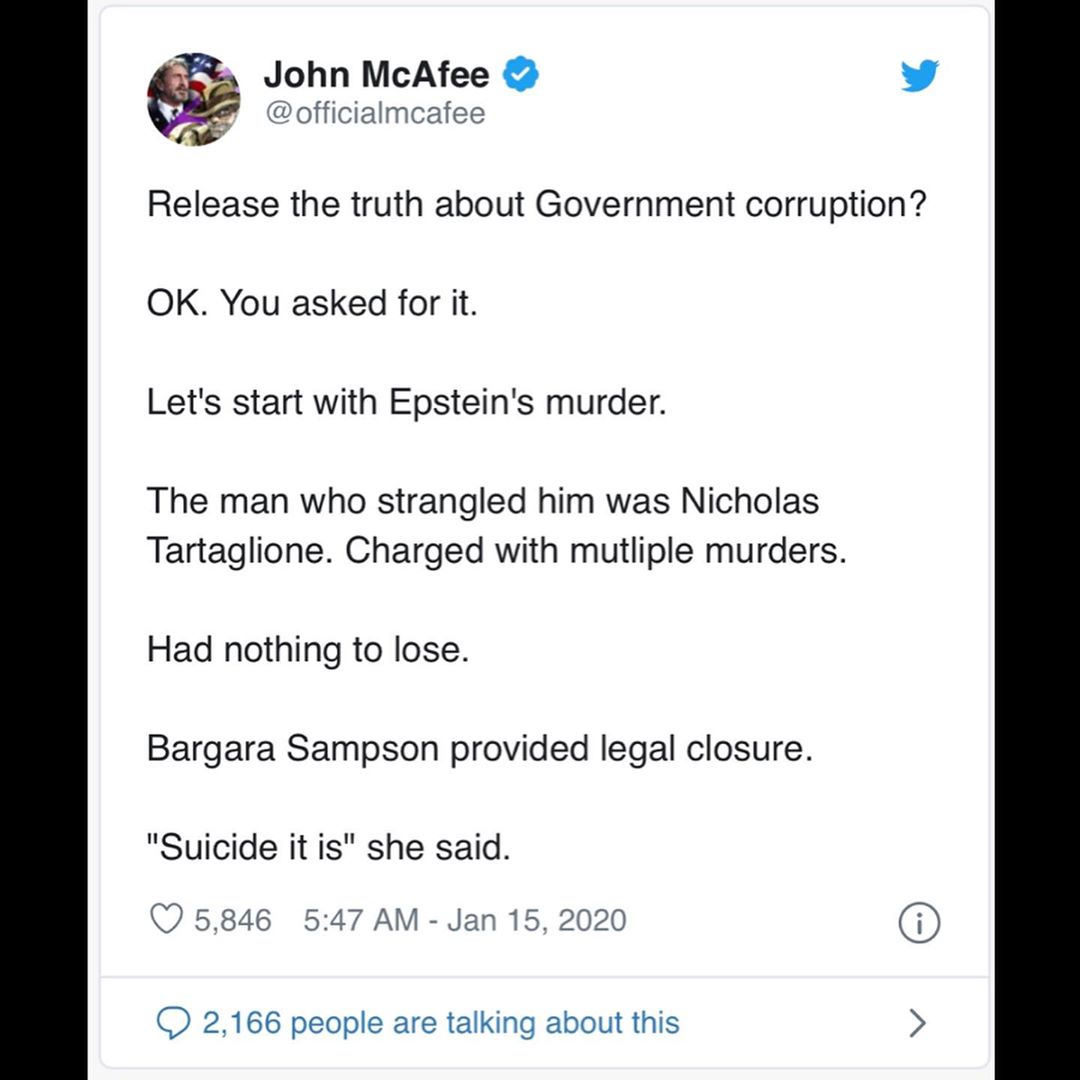 John McAfee
@officialmcafee
Release the truth about Government corruption?
OK. You asked for it.
Let's start with Epstein's murder.
The man who strangled him was Nicholas
Tartaglione. Charged with mutliple murders.
Had nothing to lose.
Bargara Sampson provided legal closure.
"Suicide it is" she said.
5,846 5:47 AM - Jan 15, 2020
2,166 people are talking about this